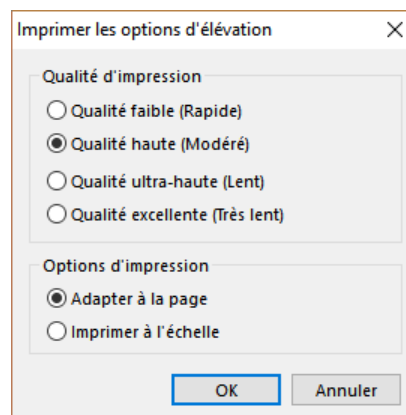 Imprimer les options d'élévation
Qualité d'impression
Qualité faible (Rapide)
Qualité haute (Modéré)
Qualité ultra-haute (Lent)
Qualité excellente (Très lent)
Options d'impression
Adapter à la page
Imprimer à l'échelle
OK Annuler